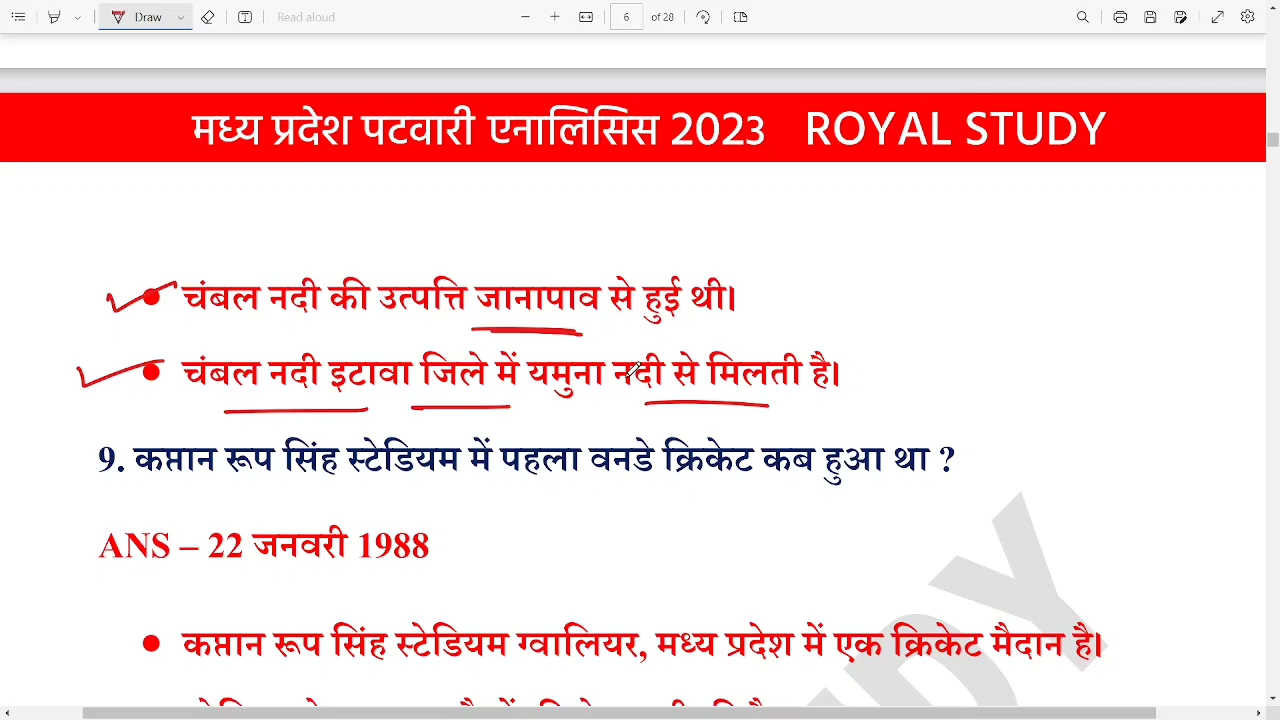 Draw
Read aloud
6 of 28
मध्य प्रदेश पटवारी एनालिसिस 2023 ROYAL STUDY
• चंबल नदी की उत्पत्ति जानापाव से हुई थी।
• चंबल नदी इटावा जिले में यमुना नदी से मिलती है।
9. कप्तान रूप सिंह स्टेडियम में पहला वनडे क्रिकेट कब हुआ था ?
ANS – 22 जनवरी 1988
• कप्तान रूप सिंह स्टेडियम ग्वालियर, मध्य प्रदेश में एक क्रिकेट मैदान है।